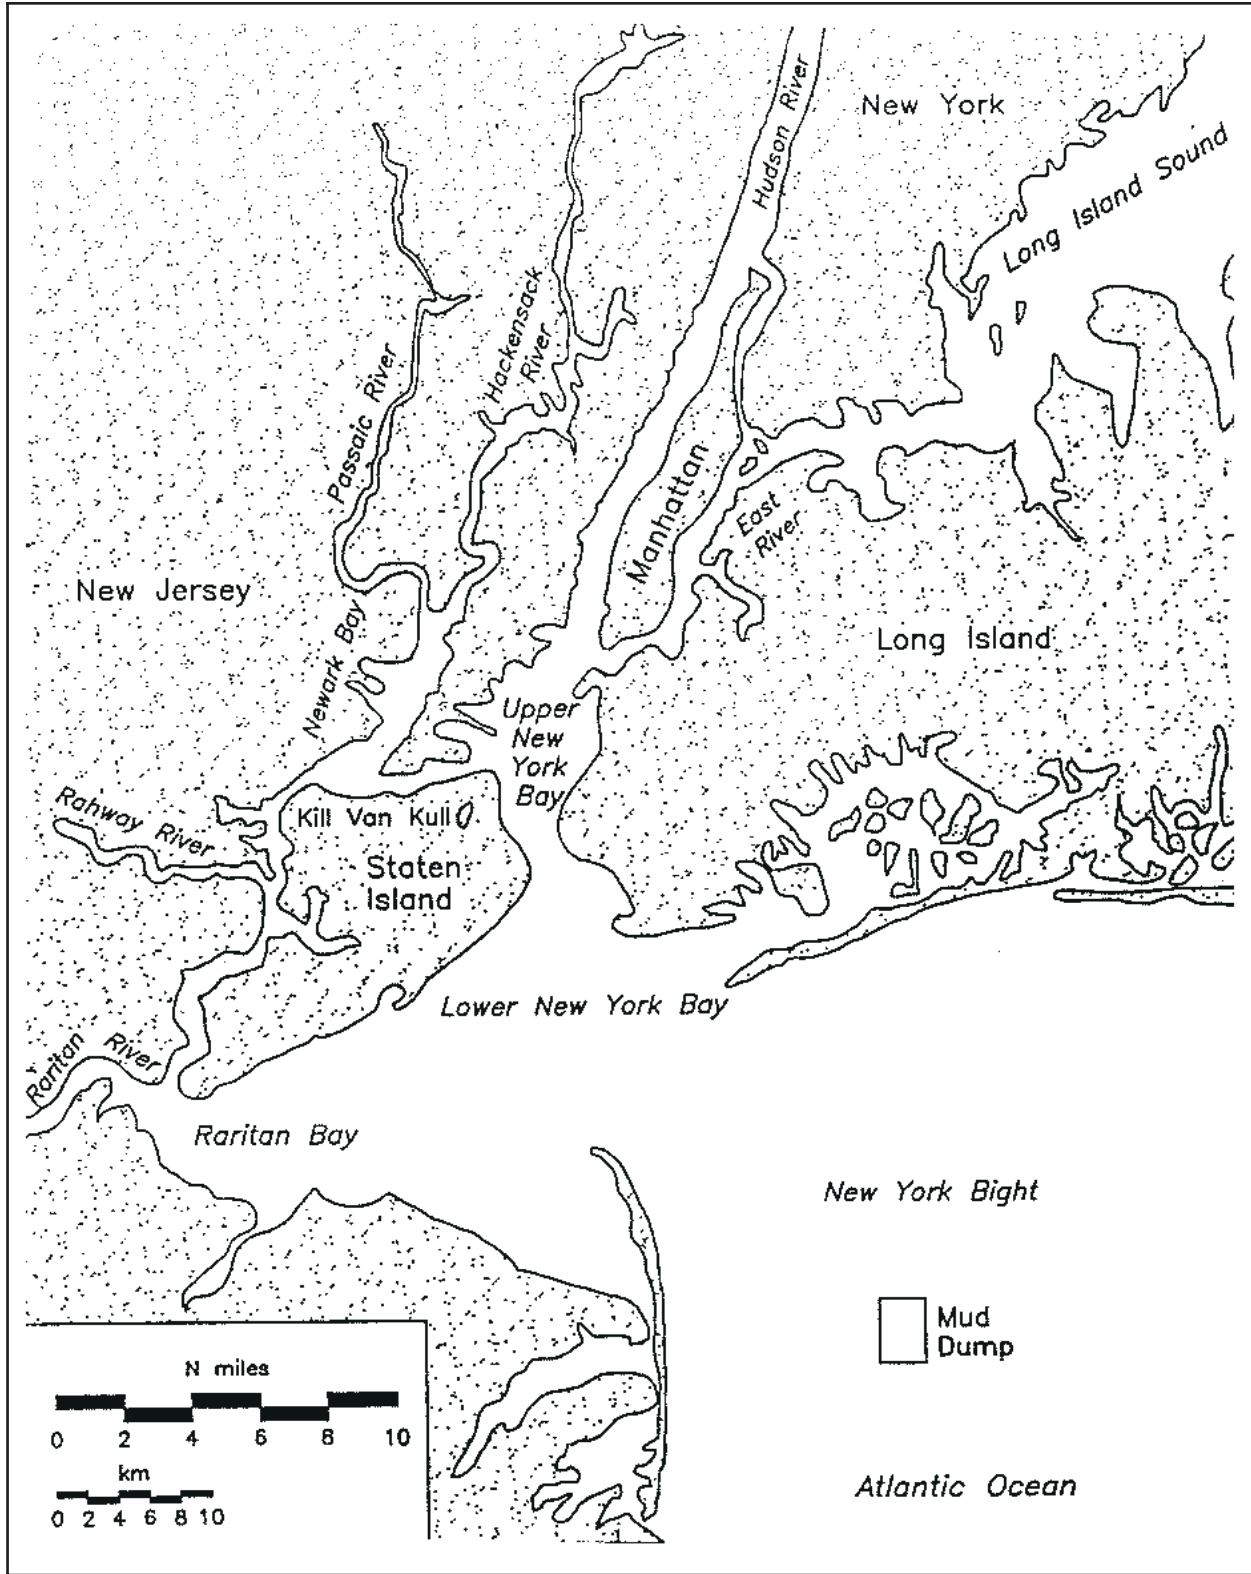 New York
Hudson River
Long Island Sound
Hackensack
River
Passaic River
Manhattan
East
River
New Jersey
Newark Bay
Long Island
Upper
New
York
Bay
Rahway River
Kill Van Kull
Staten
Island
Lower New York Bay
Raritan River
Raritan Bay
New York Bight
Mud
Dump
N miles
0 2 4 6 8 10
km
0 2 4 6 8 10
Atlantic Ocean